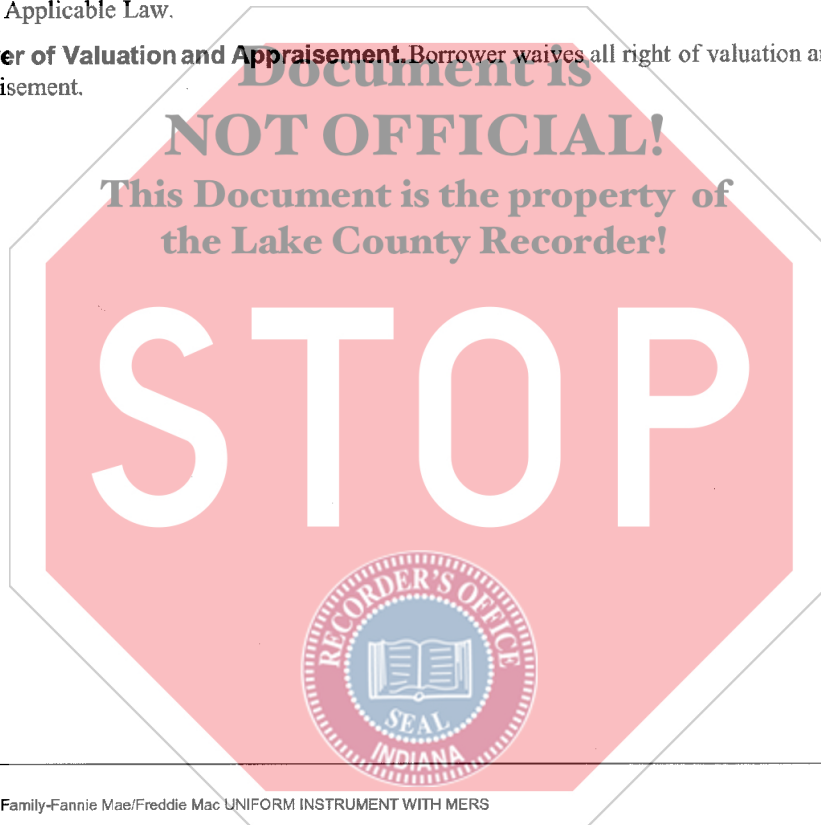 Applicable Law.
er of Valuation and Appraisement. Borrower waives all right of valuation a
isement.
Document is
NOT OFFICIAL!
This Document is the property of
the Lake County Recorder!
STOP
RECORDER'S OFFICE
SEAL
INDIANA
Family-Fannie Mae/Freddie Mac UNIFORM INSTRUMENT WITH MERS